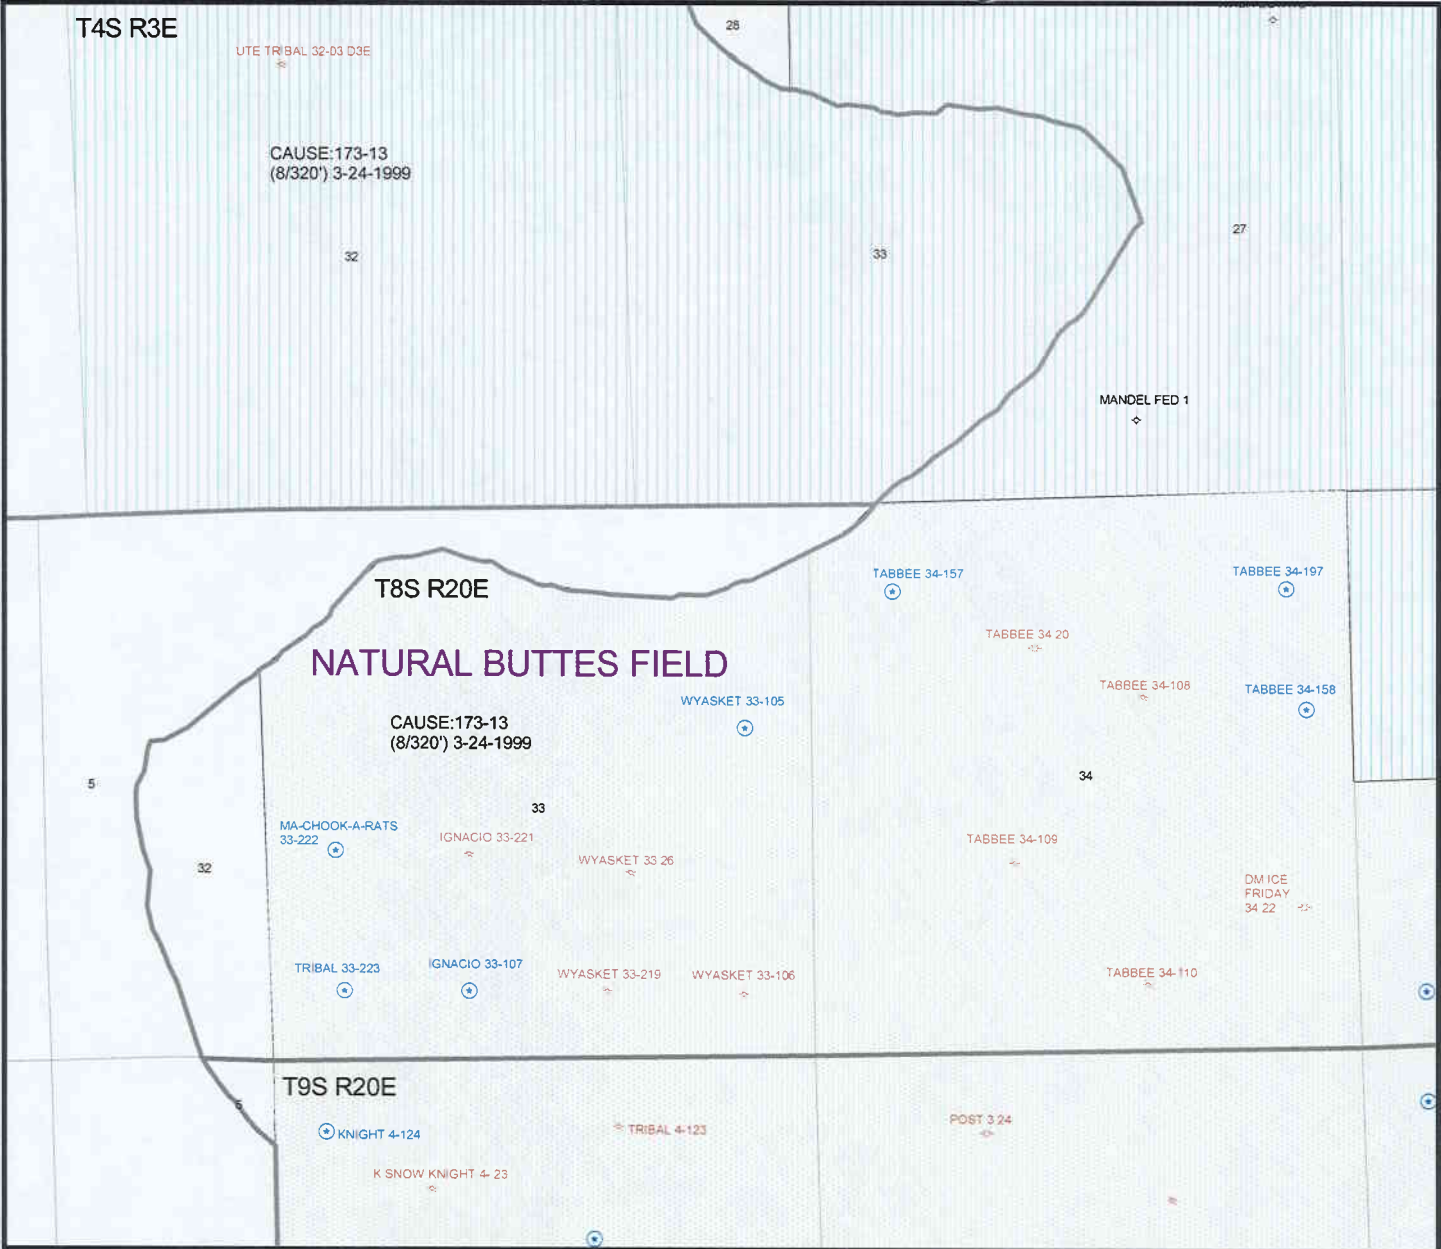 T4S R3E
28
UTE TRIBAL 32-03 D3E
CAUSE:173-13
(8/320') 3-24-1999
32
33
27
MANDEL FED 1
TABBEE 34-157
TABBEE 34-197
T8S R20E
TABBEE 34 20
NATURAL BUTTES FIELD
TABBEE 34-108
TABBEE 34-158
WYASKET 33-105
CAUSE:173-13
(8/320') 3-24-1999
34
5
33
MA-CHOOK-A-RATS
33-222
IGNACIO 33-221
TABBEE 34-109
WYASKET 33 26
32
DM ICE
FRIDAY
34 22
TRIBAL 33-223
IGNACIO 33-107
WYASKET 33-219
WYASKET 33-106
TABBEE 34-110
T9S R20E
KNIGHT 4-124
TRIBAL 4-123
POST 3 24
K SNOW KNIGHT 4- 23